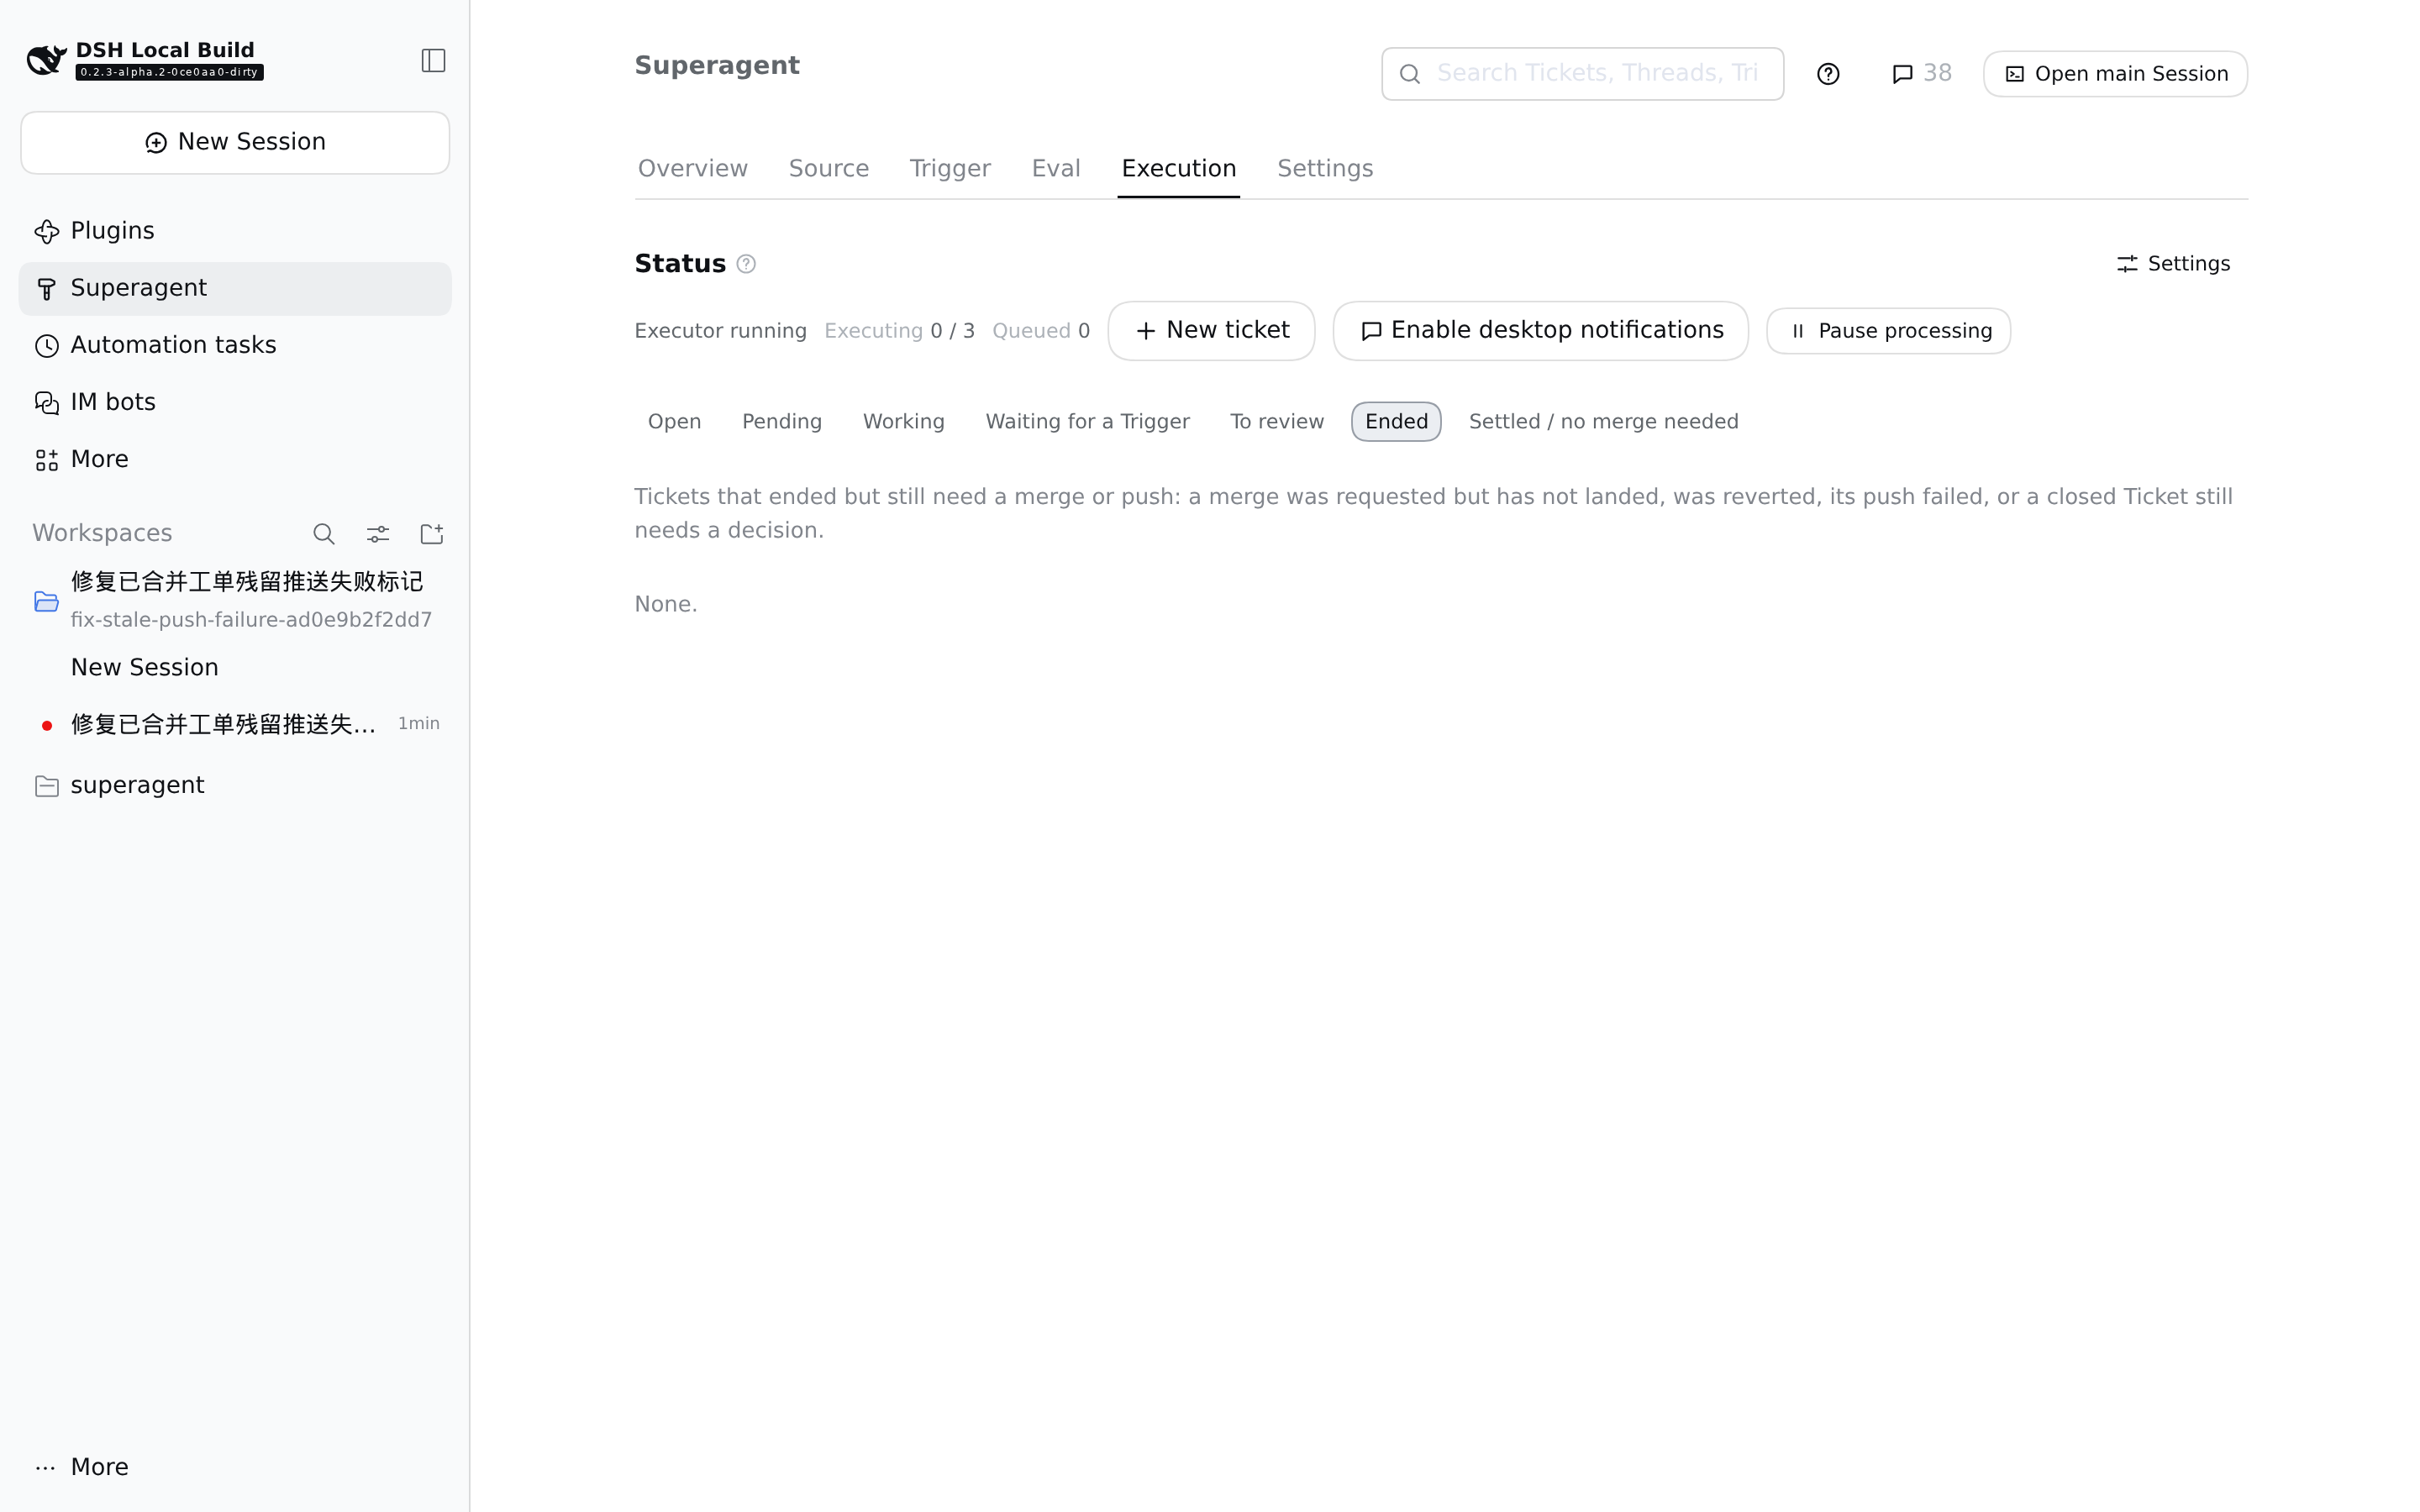 DSH Local Build
0.2.3-alpha.2-0ce0aa0-dirty
New Session
Plugins
Superagent
Automation tasks
IM bots
More
Workspaces
修复已合并工单残留推送失败标记
fix-stale-push-failure-ad0e9b2f2dd7
New Session
修复已合并工单残留推送失... 1min
superagent
More
Superagent
Search Tickets, Threads, Tri
38
Open main Session
Overview Source Trigger Eval Execution Settings
Status
Settings
Executor running Executing 0 / 3 Queued 0 New ticket Enable desktop notifications Pause processing
Open Pending Working Waiting for a Trigger To review Ended Settled / no merge needed
Tickets that ended but still need a merge or push: a merge was requested but has not landed, was reverted, its push failed, or a closed Ticket still
needs a decision.
None.